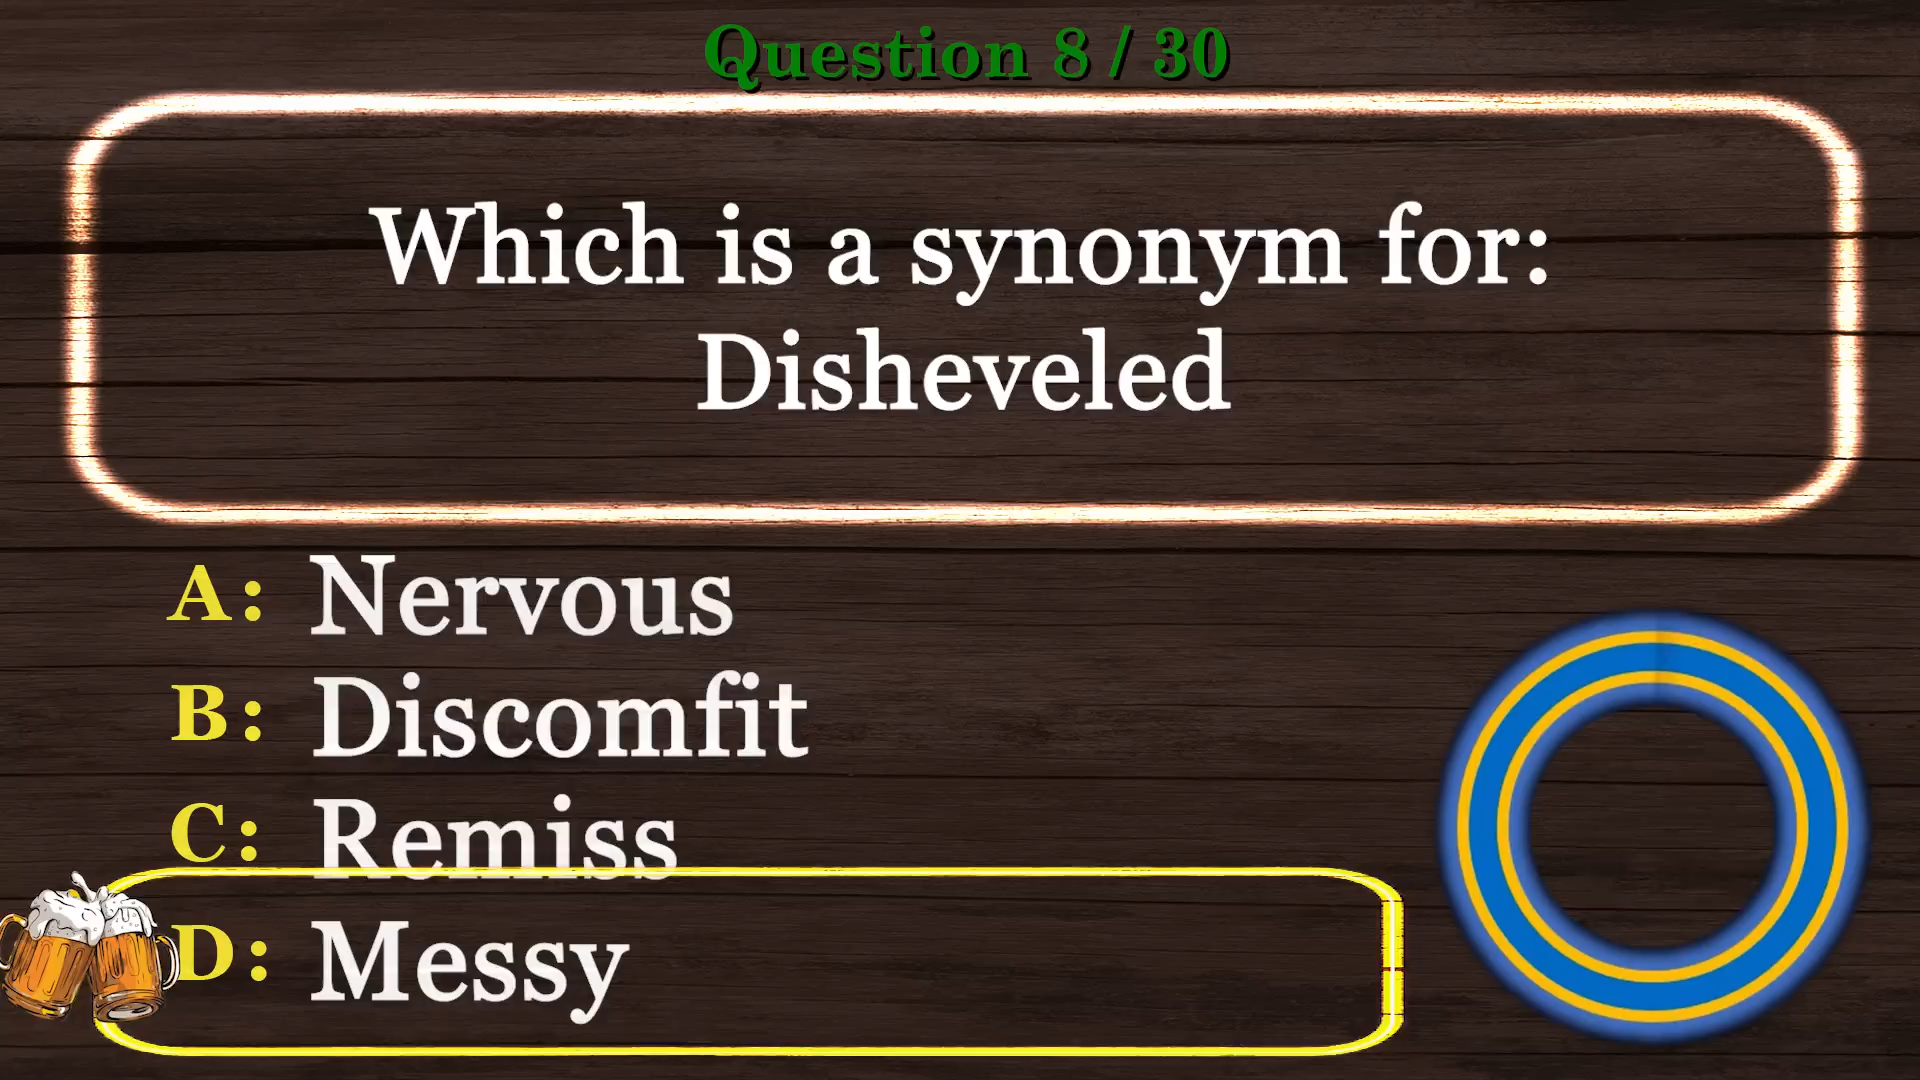 Question 8 / 30
Which is a synonym for:
Disheveled
A: Nervous
B: Discomfit
C: Remiss
D: Messy